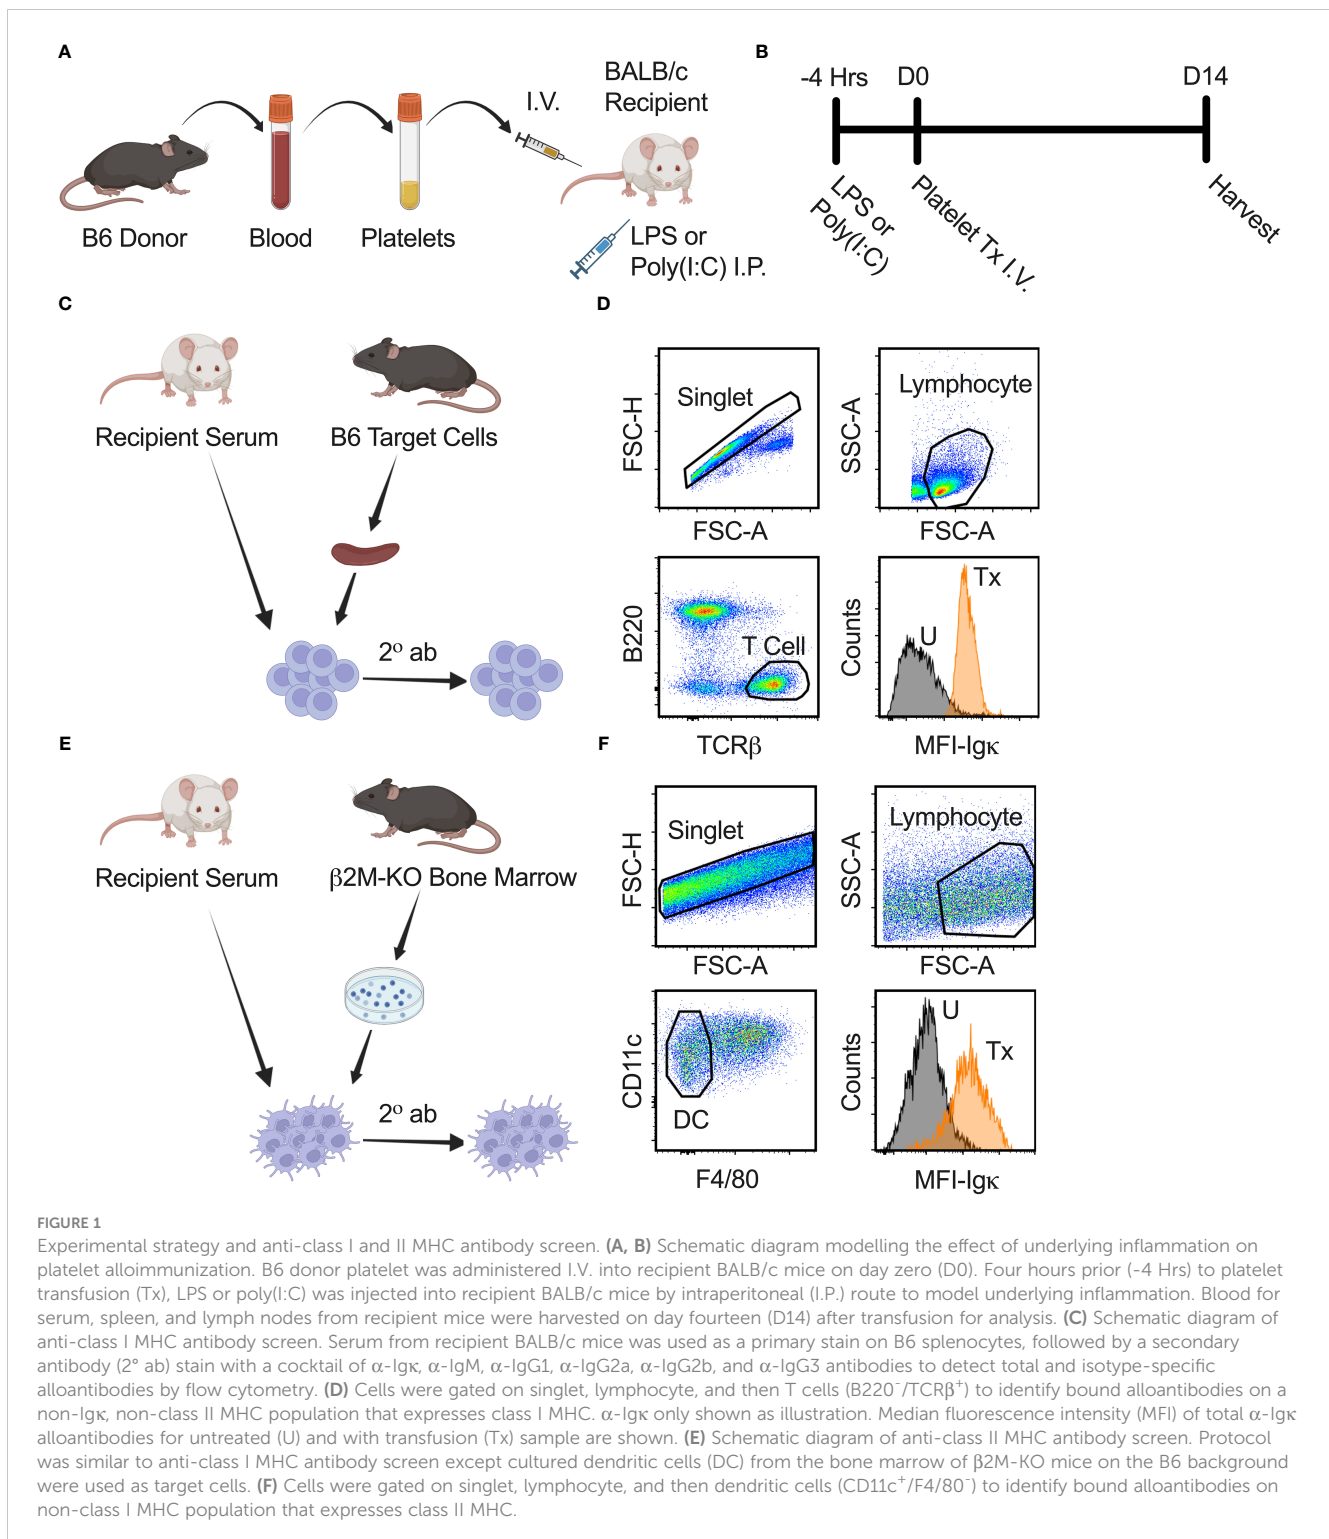 A
B6 Donor
Blood
Platelets
I.V.
BALB/c
Recipient
LPS or
Poly(I:C) I.P.
B
-4 Hrs
D0
D14
LPS or
Poly(I:C)
Platelet Tx I.V.
Harvest
C
Recipient Serum
B6 Target Cells
2º ab
D
Singlet
FSC-H
FSC-A
Lymphocyte
SSC-A
FSC-A
T Cell
B220
TCRβ
U
Tx
Counts
MFI-Igκ
E
Recipient Serum
β2M-KO Bone Marrow
2º ab
F
Singlet
FSC-H
FSC-A
Lymphocyte
SSC-A
FSC-A
DC
CD11c
F4/80
U
Tx
Counts
MFI-Igκ
FIGURE 1
Experimental strategy and anti-class I and II MHC antibody screen. (A, B) Schematic diagram modelling the effect of underlying inflammation on
platelet alloimmunization. B6 donor platelet was administered I.V. into recipient BALB/c mice on day zero (D0). Four hours prior (-4 Hrs) to platelet
transfusion (Tx), LPS or poly(I:C) was injected into recipient BALB/c mice by intraperitoneal (I.P.) route to model underlying inflammation. Blood for
serum, spleen, and lymph nodes from recipient mice were harvested on day fourteen (D14) after transfusion for analysis. (C) Schematic diagram of
anti-class I MHC antibody screen. Serum from recipient BALB/c mice was used as a primary stain on B6 splenocytes, followed by a secondary
antibody (2° ab) stain with a cocktail of α-Igκ, α-IgM, α-IgG1, α-IgG2a, α-IgG2b, and α-IgG3 antibodies to detect total and isotype-specific
alloantibodies by flow cytometry. (D) Cells were gated on singlet, lymphocyte, and then T cells (B220⁻/TCRβ⁺) to identify bound alloantibodies on a
non-Igκ, non-class II MHC population that expresses class I MHC. α-Igκ only shown as illustration. Median fluorescence intensity (MFI) of total α-Igκ
alloantibodies for untreated (U) and with transfusion (Tx) sample are shown. (E) Schematic diagram of anti-class II MHC antibody screen. Protocol
was similar to anti-class I MHC antibody screen except cultured dendritic cells (DC) from the bone marrow of β2M-KO mice on the B6 background
were used as target cells. (F) Cells were gated on singlet, lymphocyte, and then dendritic cells (CD11c⁺/F4/80⁻) to identify bound alloantibodies on
non-class I MHC population that expresses class II MHC.